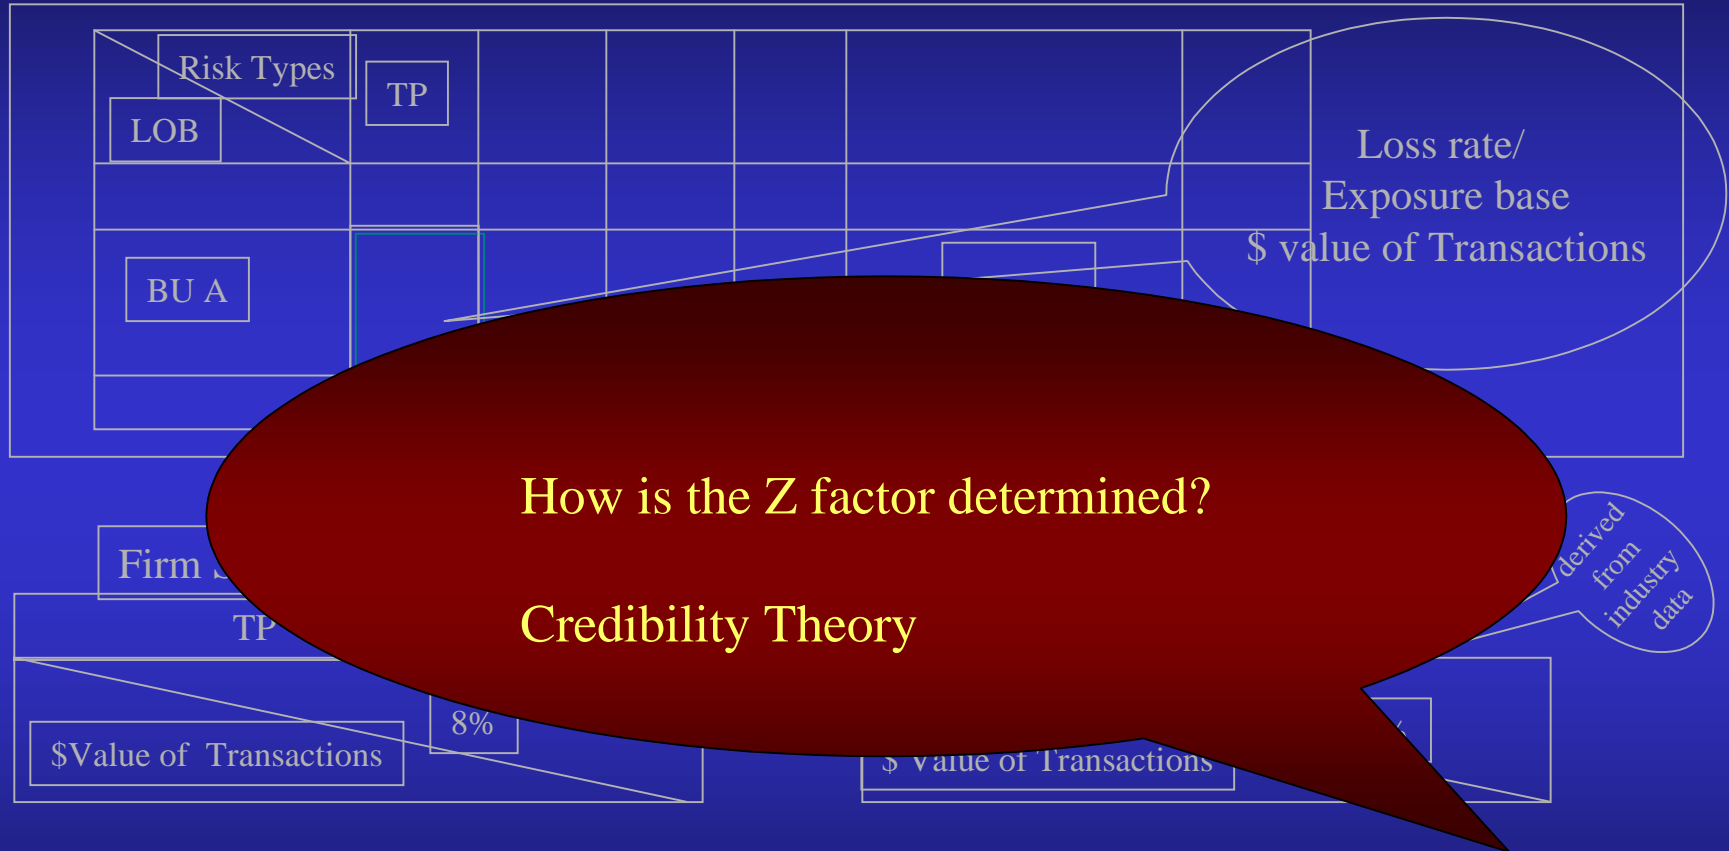 Risk Types
TP
LOB
Loss rate/
Exposure base
$ value of Transactions
BU A
How is the Z factor determined?
Credibility Theory
derived
from
industry
data
Firm
TP
8%
$Value of  Transactions
$ Value of Transactions